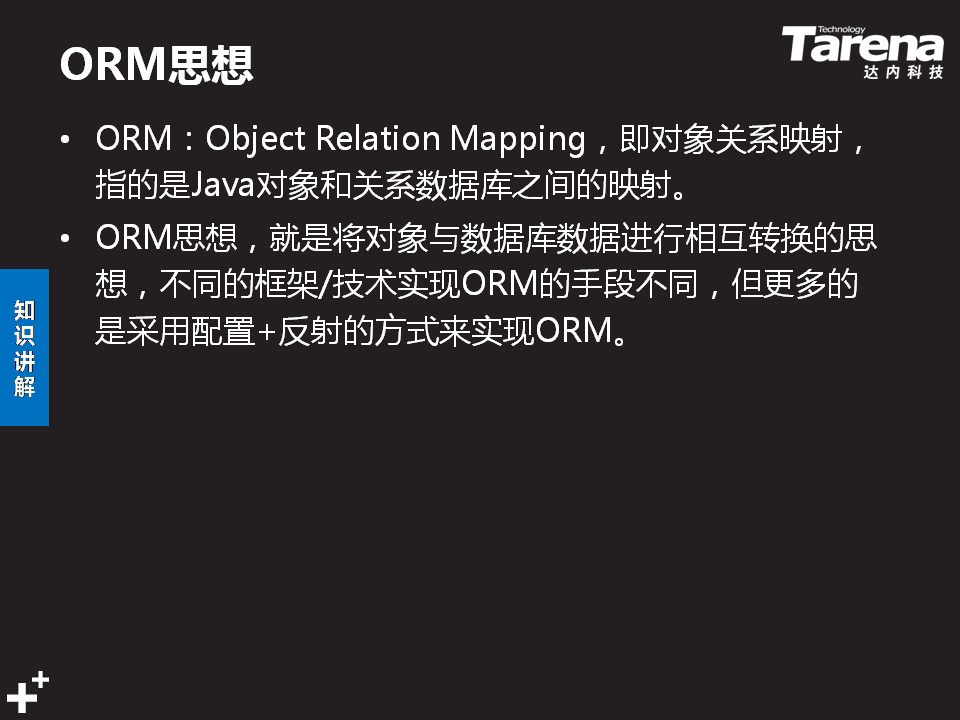 ORM思想
Technology
Tarena
达内科技
• ORM：Object Relation Mapping，即对象关系映射，
指的是Java对象和关系数据库之间的映射。
• ORM思想，就是将对象与数据库数据进行相互转换的思
想，不同的框架/技术实现ORM的手段不同，但更多的
是采用配置+反射的方式来实现ORM。
知
识
讲
解